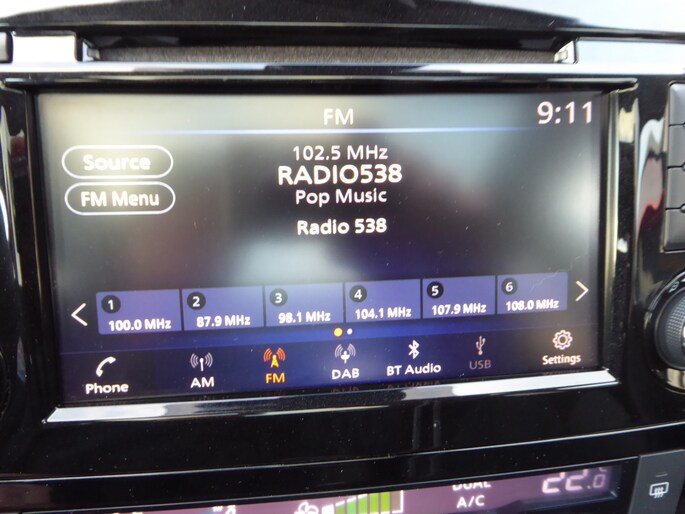 FM
9:11
102.5 MHz
Source
RADIO538
FM Menu
Pop Music
Radio 538
1 2 3 4 5 6
100.0 MHz 87.9 MHz 98.1 MHz 104.1 MHz 107.9 MHz 108.0 MHz
Phone AM FM DAB BT Audio USB Settings
DUAL 22.0
A/C